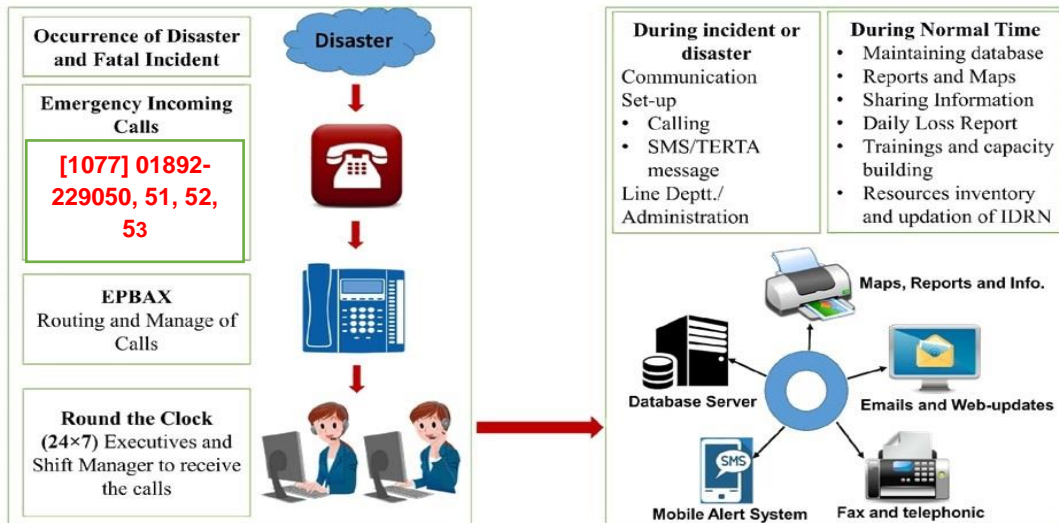 Occurrence of Disaster
and Fatal Incident
Disaster
Emergency Incoming
Calls
[1077] 01892-
229050, 51, 52,
53
EPBAX
Routing and Manage of
Calls
Round the Clock
(24×7) Executives and
Shift Manager to receive
the calls
During incident or
disaster
Communication
Set-up
• Calling
• SMS/TERTA
message
Line Deptt./
Administration
During Normal Time
• Maintaining database
• Reports and Maps
• Sharing Information
• Daily Loss Report
• Trainings and capacity
building
• Resources inventory
and updation of IDRN
Maps, Reports and Info.
Database Server
Emails and Web-updates
SMS
Mobile Alert System
Fax and telephonic